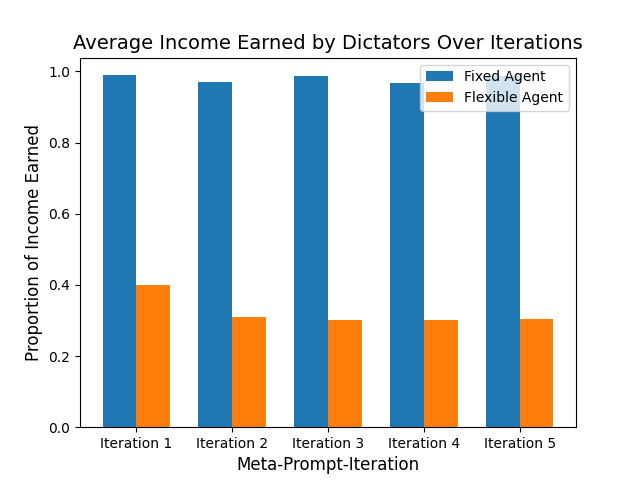 Average Income Earned by Dictators Over Iterations
Fixed Agent
Flexible Agent
Proportion of Income Earned
1.0
0.8
0.6
0.4
0.2
0.0
Iteration 1
Iteration 2
Iteration 3
Iteration 4
Iteration 5
Meta-Prompt-Iteration